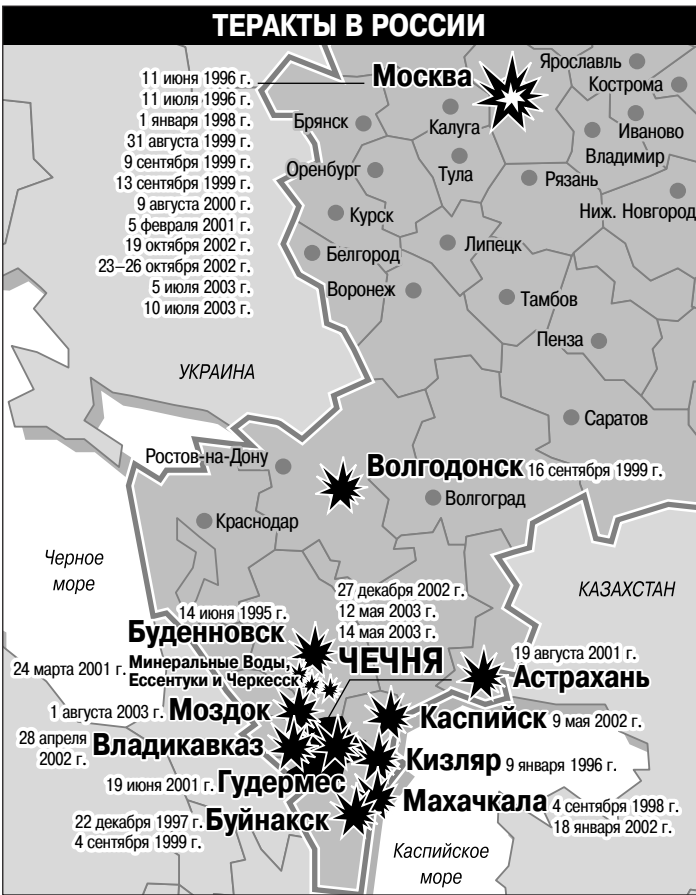 ТЕРАКТЫ В РОССИИ
11 июня 1996 г.
11 июля 1996 г.
1 января 1998 г.
31 августа 1999 г.
9 сентября 1999 г.
13 сентября 1999 г.
9 августа 2000 г.
5 февраля 2001 г.
19 октября 2002 г.
23–26 октября 2002 г.
5 июля 2003 г.
10 июля 2003 г.
Москва
Ярославль
Кострома
Брянск
Калуга
Иваново
Владимир
Оренбург
Тула
Рязань
Ниж. Новгород
Курск
Белгород
Липецк
Воронеж
Тамбов
Пенза
УКРАИНА
Саратов
Ростов-на-Дону
Волгодонск 16 сентября 1999 г.
Волгоград
Краснодар
Черное
море
КАЗАХСТАН
27 декабря 2002 г.
12 мая 2003 г.
14 мая 2003 г.
ЧЕЧНЯ
14 июня 1995 г.
Буденновск
24 марта 2001 г. Минеральные Воды,
Ессентуки и Черкесск
19 августа 2001 г.
Астрахань
1 августа 2003 г. Моздок
Каспийск 9 мая 2002 г.
28 апреля
2002 г.
Владикавказ
Кизляр 9 января 1996 г.
19 июня 2001 г. Гудермес
Махачкала 4 сентября 1998 г.
18 января 2002 г.
22 декабря 1997 г.
4 сентября 1999 г.
Буйнакск
Каспийское
море